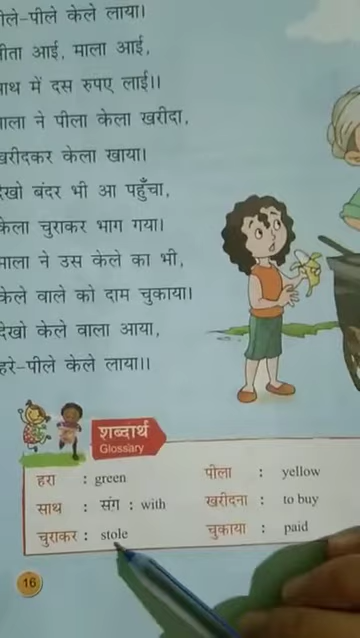 पीले-पीले केले लाया।
गीता आई, माला आई,
साथ में दस रुपए लाई।।
माला ने पीला केला खरीदा,
खरीदकर केला खाया।
देखो बंदर भी आ पहुँचा,
केला चुराकर भाग गया।
माला ने उस केले का भी,
केले वाले को दाम चुकाया।
देखो केले वाला आया,
हरे-पीले केले लाया।।
शब्दार्थ
Glossary
हरा : green पीला : yellow
साथ : संग : with खरीदना : to buy
चुराकर : stole चुकाया : paid
16